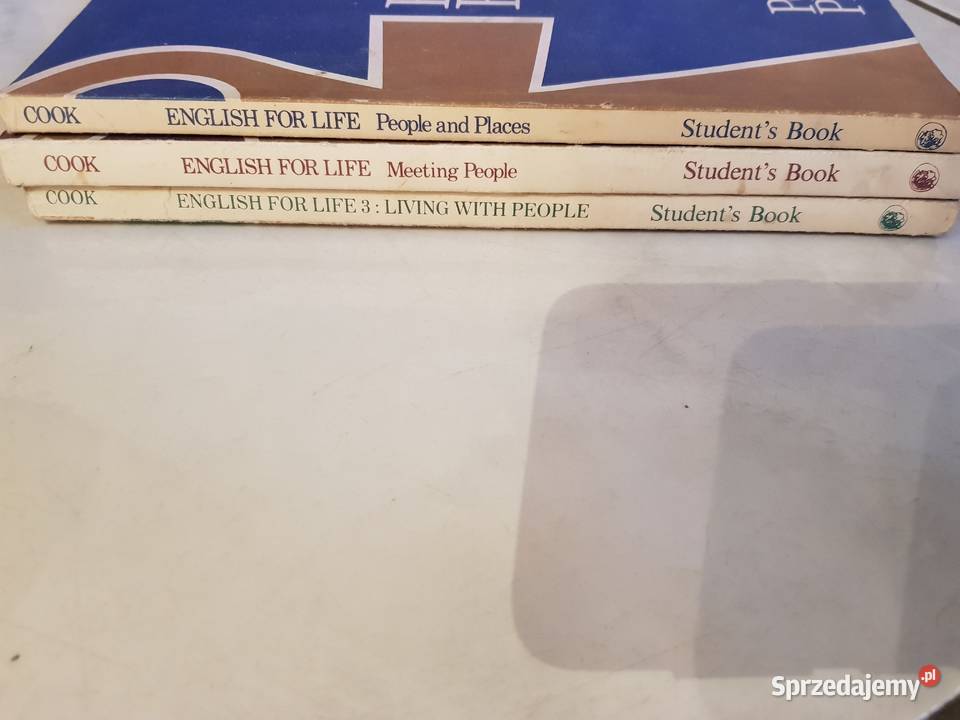 COOK ENGLISH FOR LIFE People and Places Student's Book
COOK ENGLISH FOR LIFE Meeting People Student's Book
COOK ENGLISH FOR LIFE 3 : LIVING WITH PEOPLE Student's Book
Sprzedajemy.pl